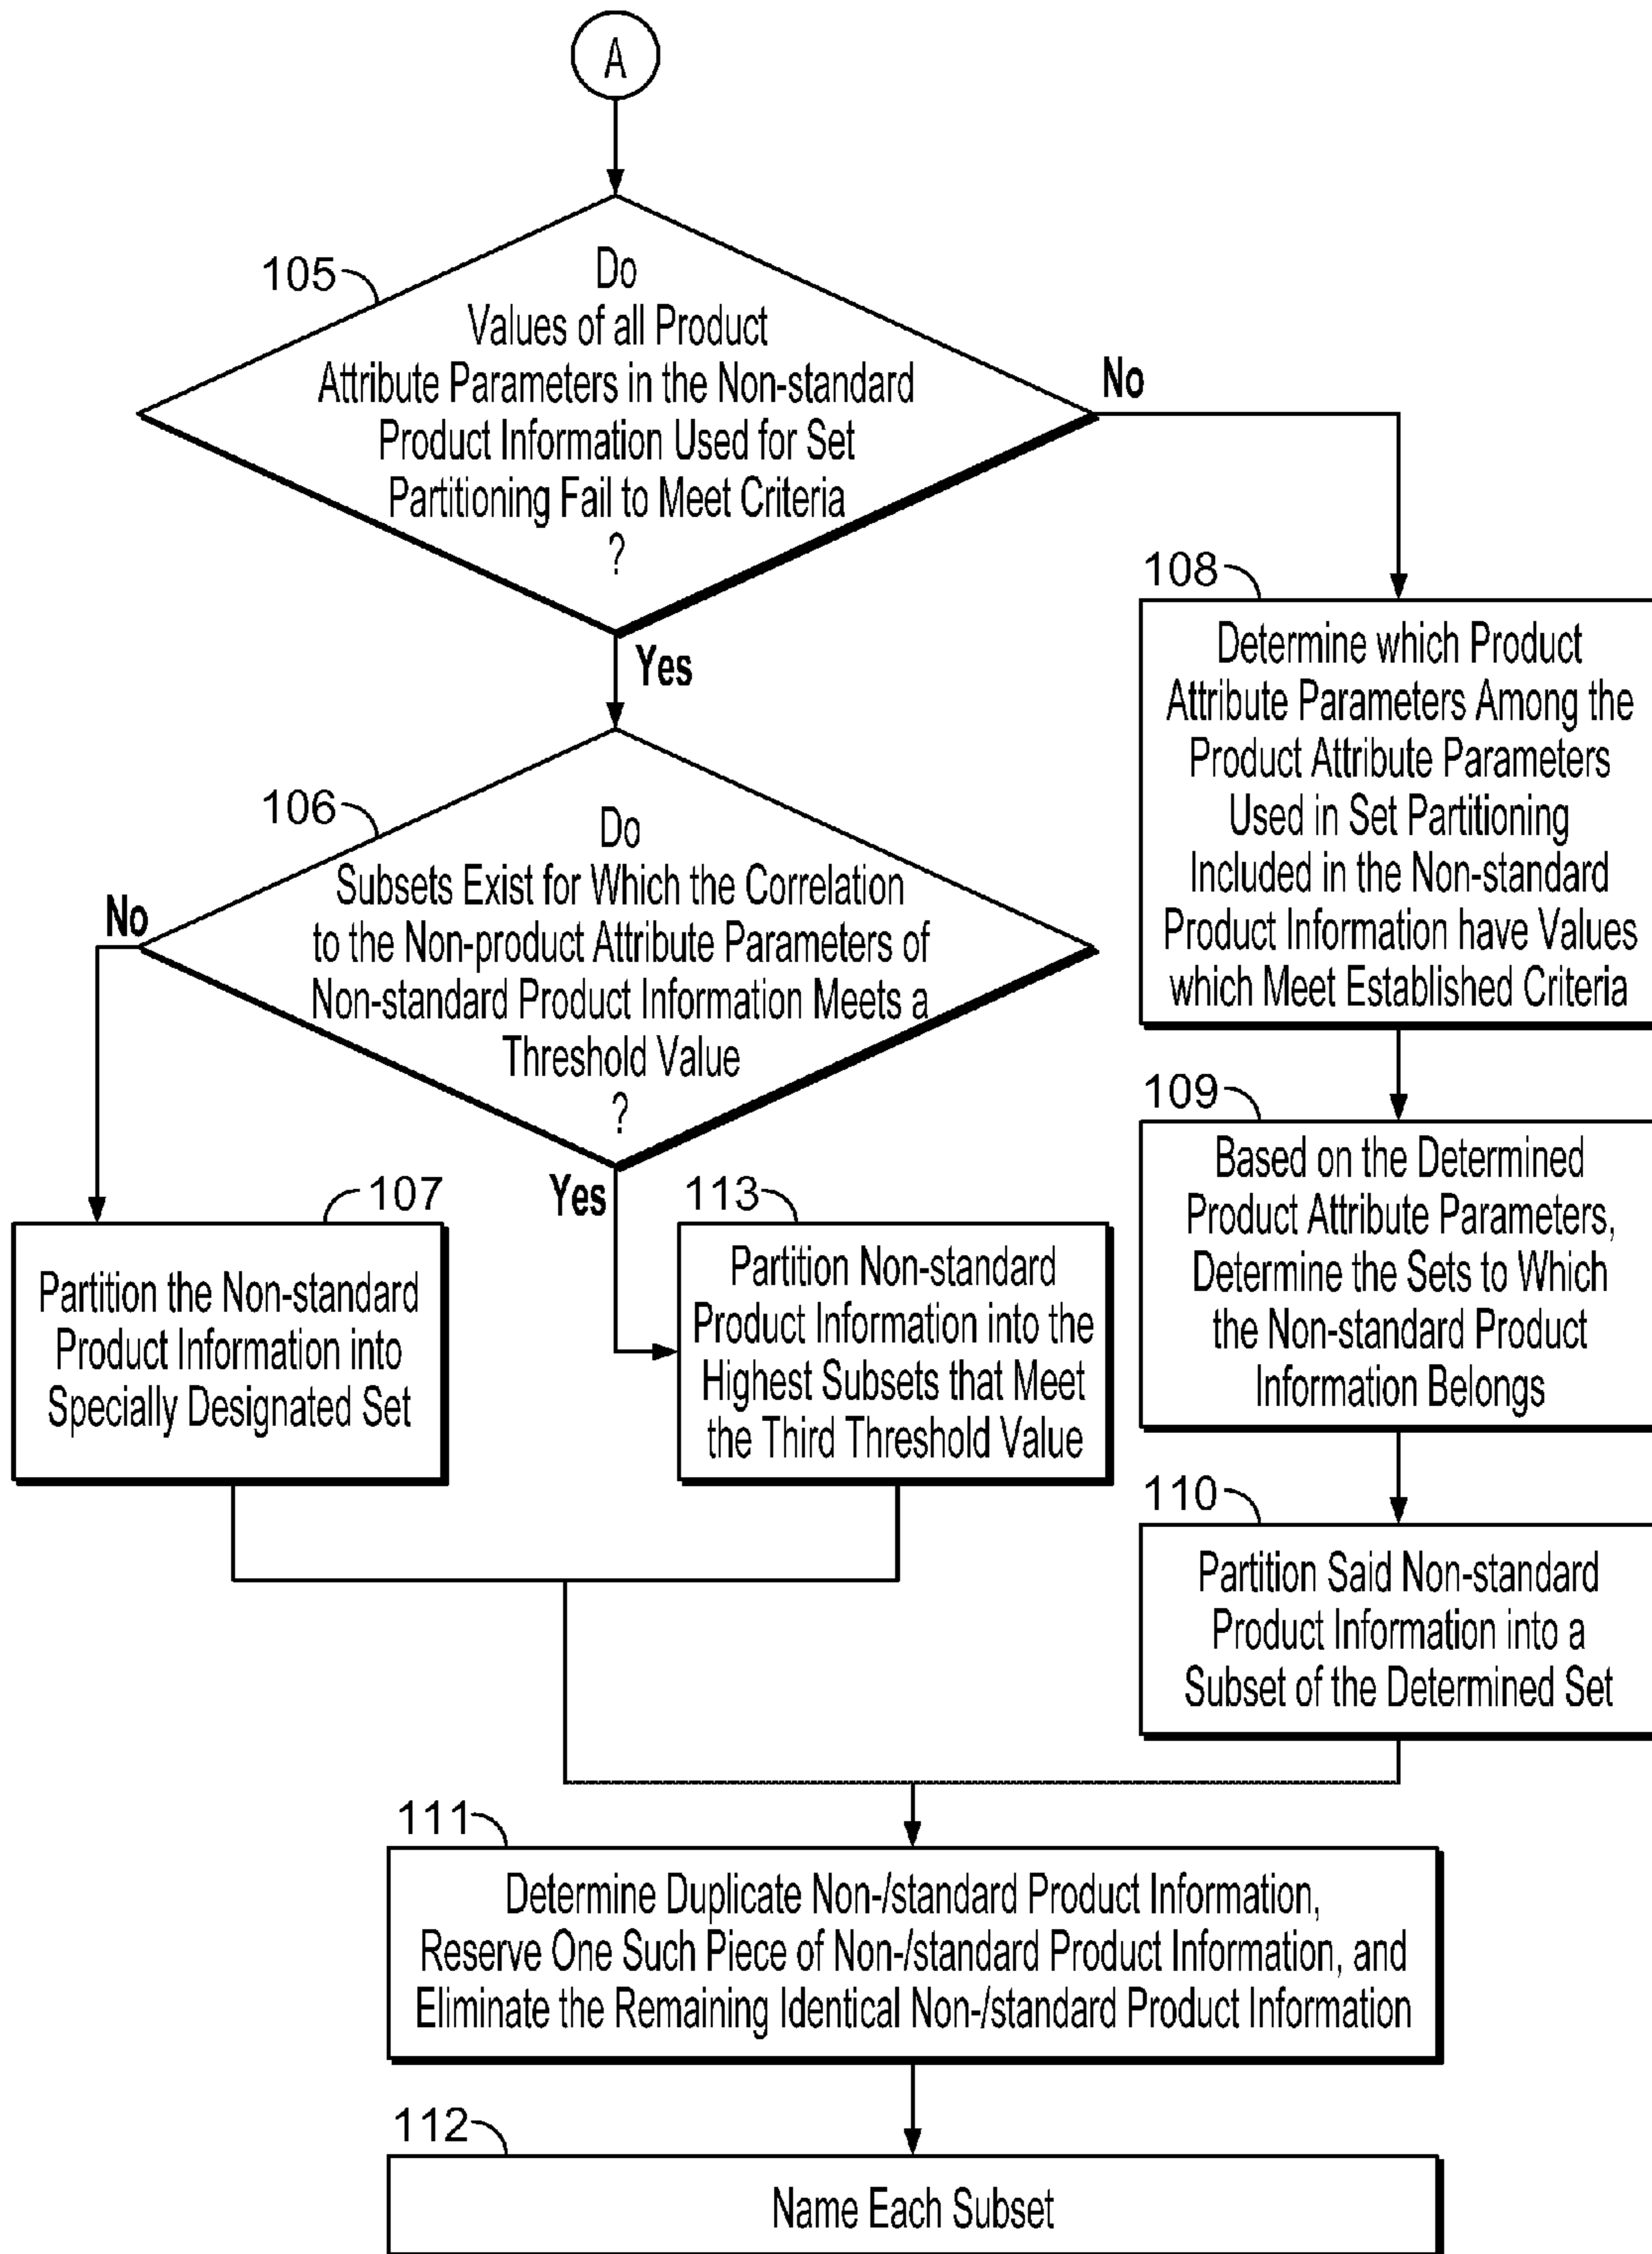 A
105
Do
Values of all Product
Attribute Parameters in the Non-standard
Product Information Used for Set
Partitioning Fail to Meet Criteria
?
No
Yes
108
Determine which Product
Attribute Parameters Among the
Product Attribute Parameters
Used in Set Partitioning
Included in the Non-standard
Product Information have Values
which Meet Established Criteria
106
Do
Subsets Exist for Which the Correlation
to the Non-product Attribute Parameters of
Non-standard Product Information Meets a
Threshold Value
?
No
Yes
109
Based on the Determined
Product Attribute Parameters,
Determine the Sets to Which
the Non-standard Product
Information Belongs
107
Partition the Non-standard
Product Information into
Specially Designated Set
113
Partition Non-standard
Product Information into the
Highest Subsets that Meet
the Third Threshold Value
110
Partition Said Non-standard
Product Information into a
Subset of the Determined Set
111
Determine Duplicate Non-/standard Product Information,
Reserve One Such Piece of Non-/standard Product Information, and
Eliminate the Remaining Identical Non-/standard Product Information
112
Name Each Subset